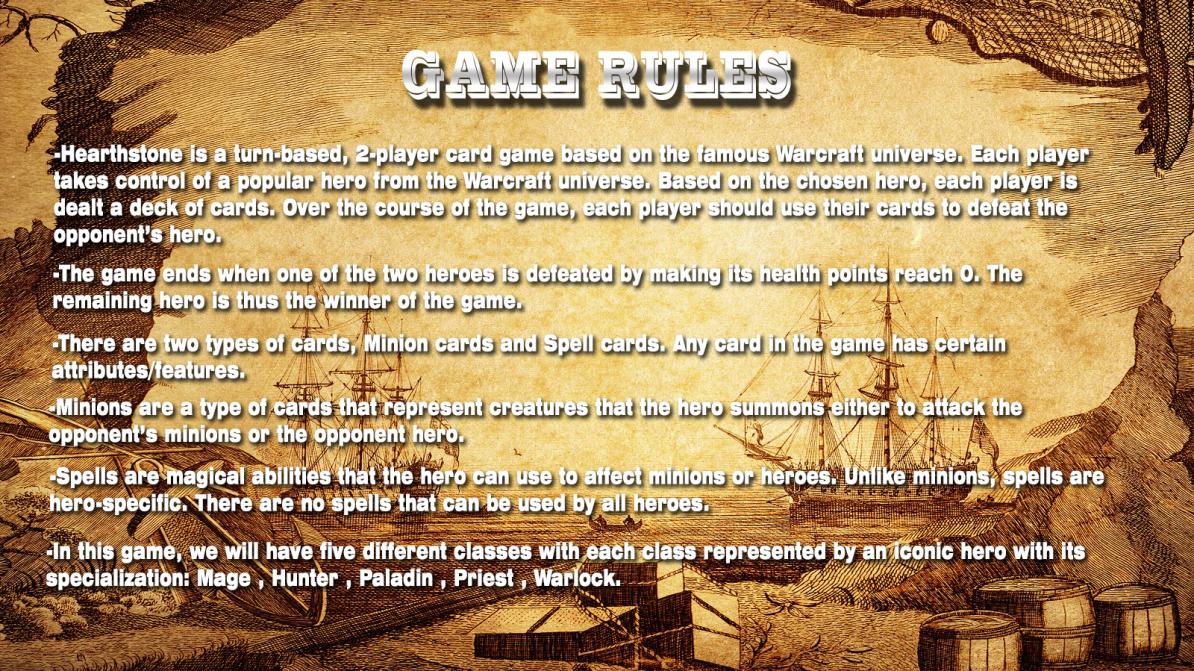 GAME RULES
-Hearthstone is a turn-based, 2-player card game based on the famous Warcraft universe. Each player
takes control of a popular hero from the Warcraft universe. Based on the chosen hero, each player is
dealt a deck of cards. Over the course of the game, each player should use their cards to defeat the
opponent's hero.
-The game ends when one of the two heroes is defeated by making its health points reach 0. The
remaining hero is thus the winner of the game.
-There are two types of cards, Minion cards and Spell cards. Any card in the game has certain
attributes/features.
-Minions are a type of cards that represent creatures that the hero summons either to attack the
opponent's minions or the opponent hero.
-Spells are magical abilities that the hero can use to affect minions or heroes. Unlike minions, spells are
hero-specific. There are no spells that can be used by all heroes.
-In this game, we will have five different classes with each class represented by an iconic hero with its
specialization: Mage , Hunter , Paladin , Priest , Warlock.